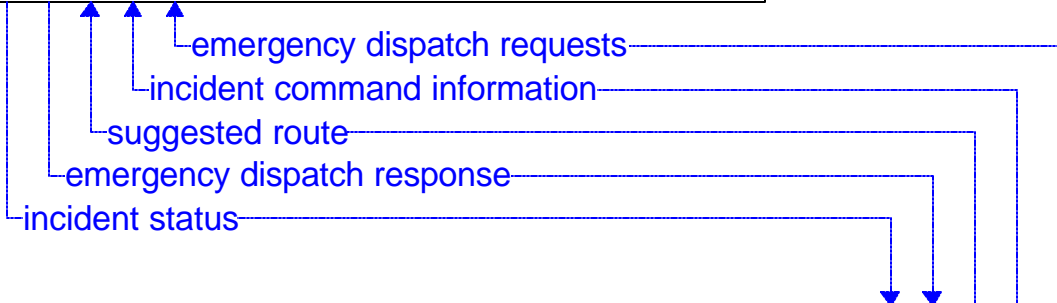 emergency dispatch requests
incident command information
suggested route
emergency dispatch response
incident status